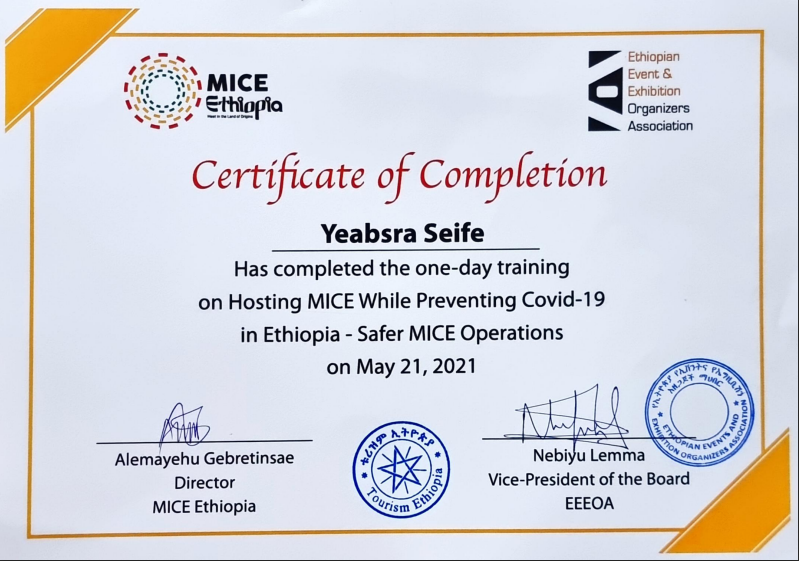 MICE
Ethiopia
Meet in the Land of Origins
Ethiopian
Event &
Exhibition
Organizers
Association
Certificate of Completion
Yeabsra Seife
Has completed the one-day training
on Hosting MICE While Preventing Covid-19
in Ethiopia - Safer MICE Operations
on May 21, 2021
Alemayehu Gebretinsae
Director
MICE Ethiopia
ቱሪዝም ኢትዮጵያ
Tourism Ethiopia
Nebiyu Lemma
Vice-President of the Board
EEEOA
የኢትዮጵያ የኢቨንትና የኤግዚቢሽን
አዘጋጆች ማህበር
ETHIOPIAN EVENTS AND
EXHIBITION ORGANIZERS ASSOCIATION